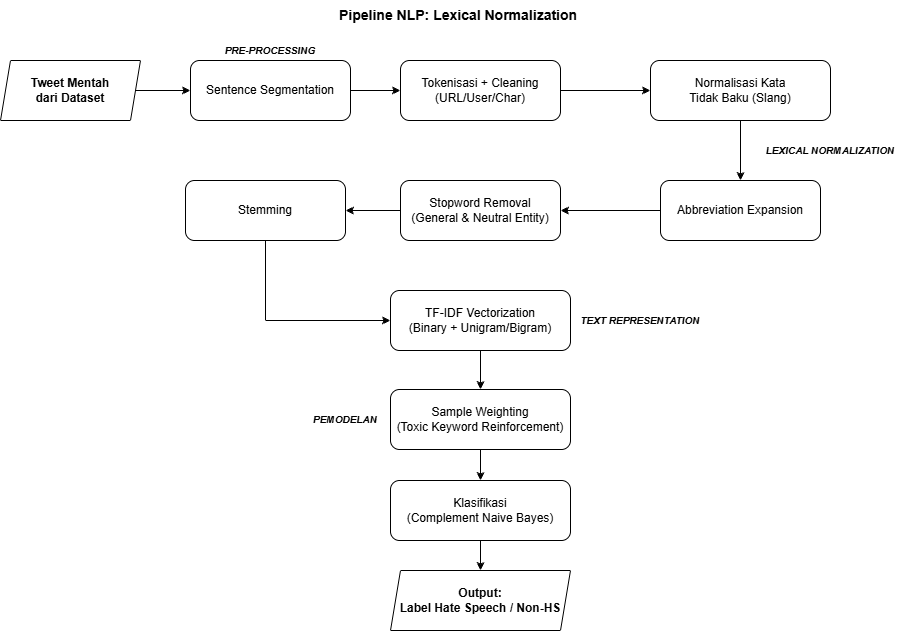 Pipeline NLP: Lexical Normalization
PRE-PROCESSING
Tweet Mentah
dari Dataset
Sentence Segmentation
Tokenisasi + Cleaning
(URL/User/Char)
Normalisasi Kata
Tidak Baku (Slang)
LEXICAL NORMALIZATION
Abbreviation Expansion
Stopword Removal
(General & Neutral Entity)
Stemming
TF-IDF Vectorization
(Binary + Unigram/Bigram)
TEXT REPRESENTATION
PEMODELAN
Sample Weighting
(Toxic Keyword Reinforcement)
Klasifikasi
(Complement Naive Bayes)
Output:
Label Hate Speech / Non-HS